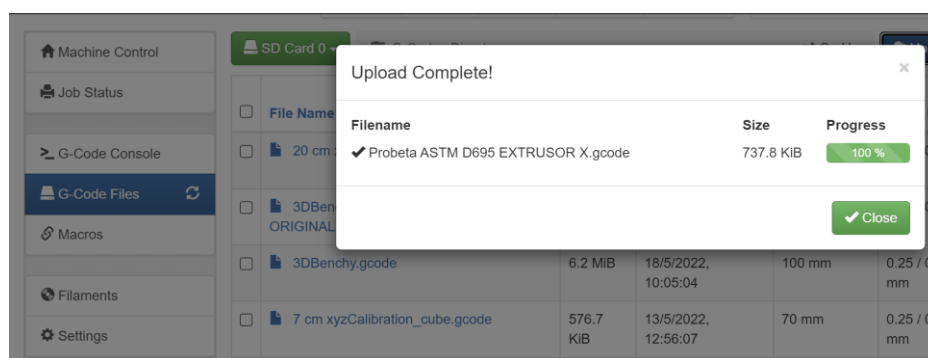 Machine Control
Job Status
G-Code Console
G-Code Files
Macros
Filaments
Settings
SD Card 0
Upload Complete!
×
Filename Size Progress
Probeta ASTM D695 EXTRUSOR X.gcode 737.8 KiB 100 %
Close
File Name
20 cm
3DBen
ORIGINAL
3DBenchy.gcode 6.2 MiB 18/5/2022, 100 mm 0.25 /
10:05:04 mm
7 cm xyzCalibration_cube.gcode 576.7 13/5/2022, 70 mm 0.25 /
KiB 12:56:07 mm